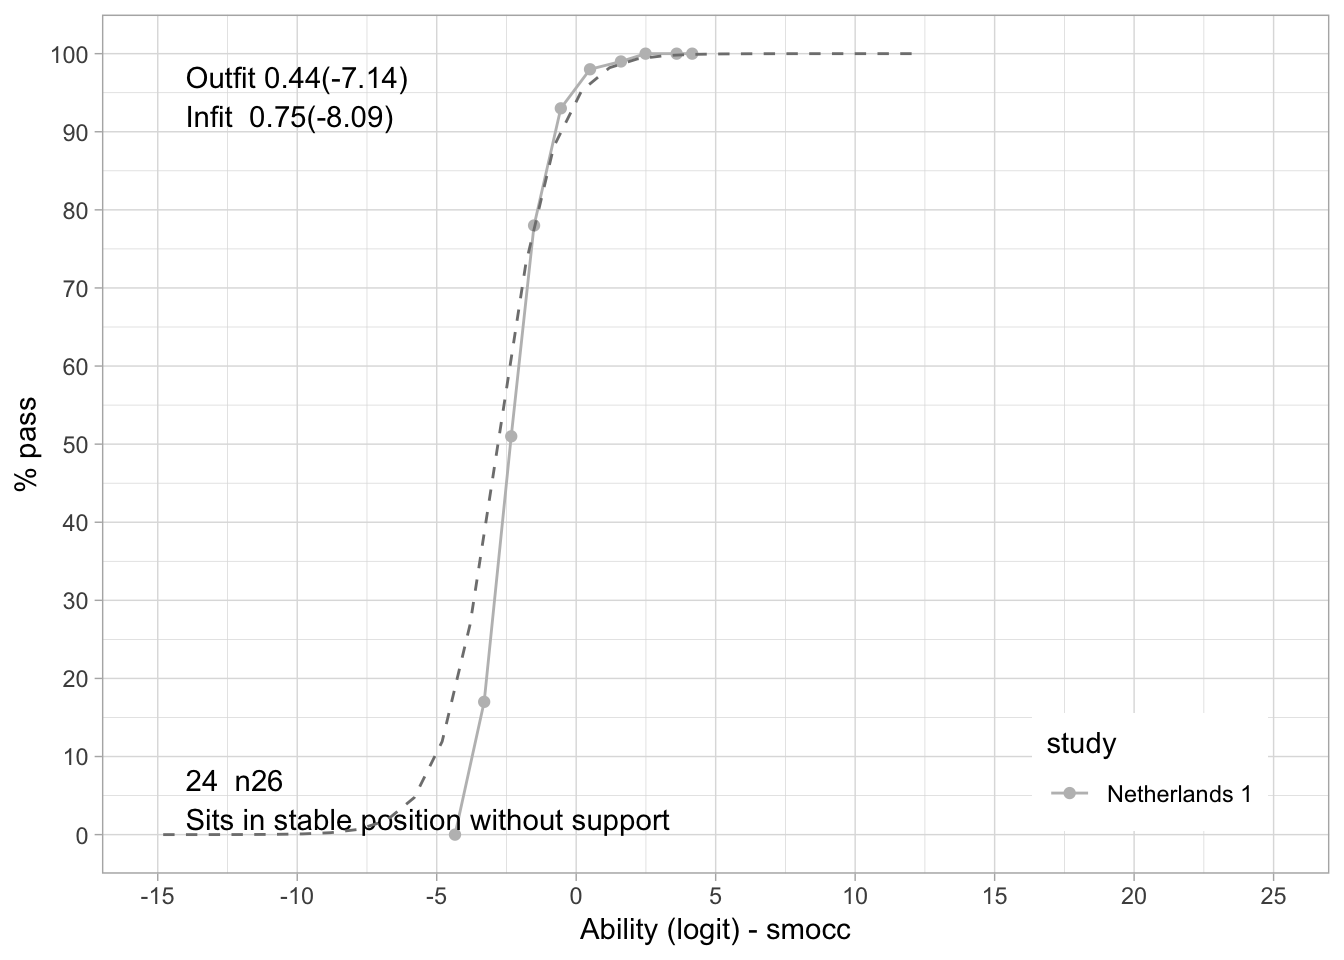 100
90
80
70
60
50
40
30
20
10
0
% pass
Outfit 0.44(-7.14)
Infit  0.75(-8.09)
24  n26
Sits in stable position without support
study
Netherlands 1
-15
-10
-5
0
5
10
15
20
25
Ability (logit) - smocc